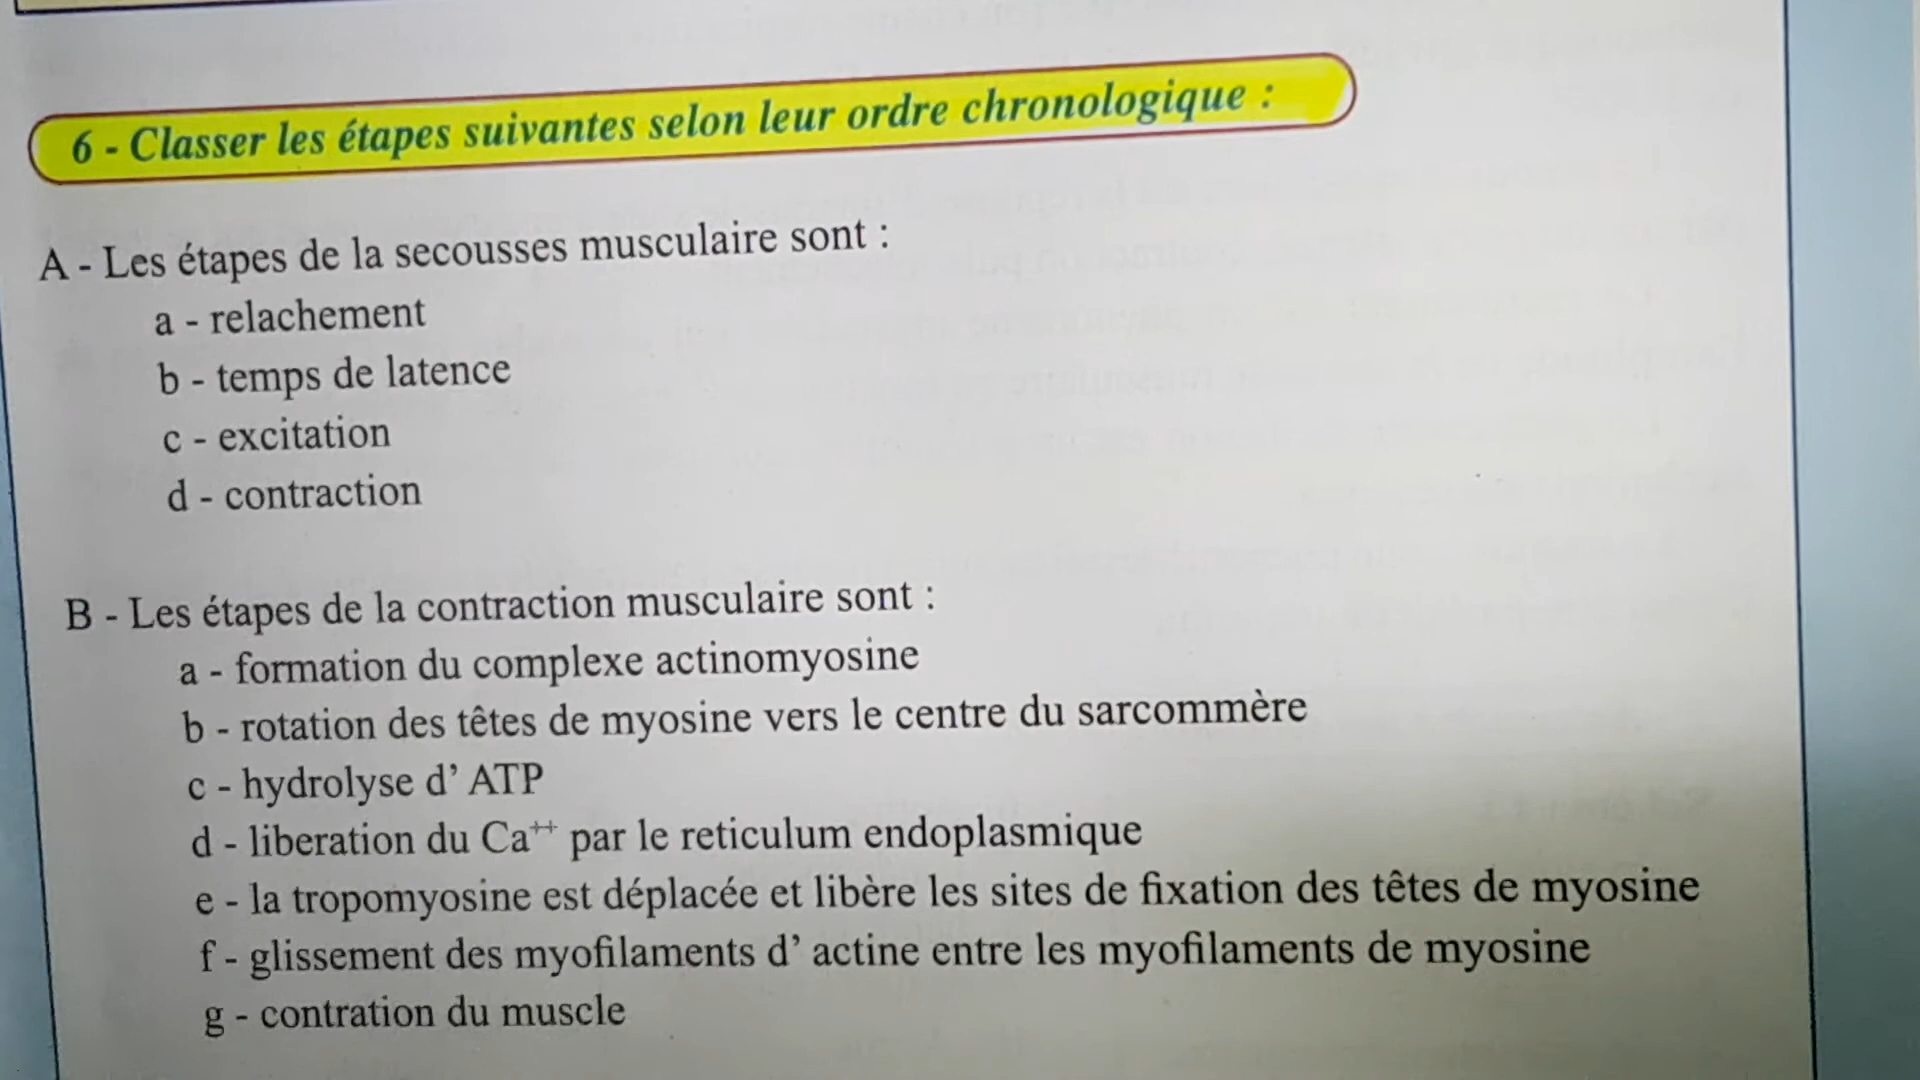 6 - Classer les étapes suivantes selon leur ordre chronologique :
A - Les étapes de la secousses musculaire sont :
a - relachement
b - temps de latence
c - excitation
d - contraction
B - Les étapes de la contraction musculaire sont :
a - formation du complexe actinomyosine
b - rotation des têtes de myosine vers le centre du sarcommère
c - hydrolyse d' ATP
d - liberation du Ca⁺⁺ par le reticulum endoplasmique
e - la tropomyosine est déplacée et libère les sites de fixation des têtes de myosine
f - glissement des myofilaments d' actine entre les myofilaments de myosine
g - contration du muscle